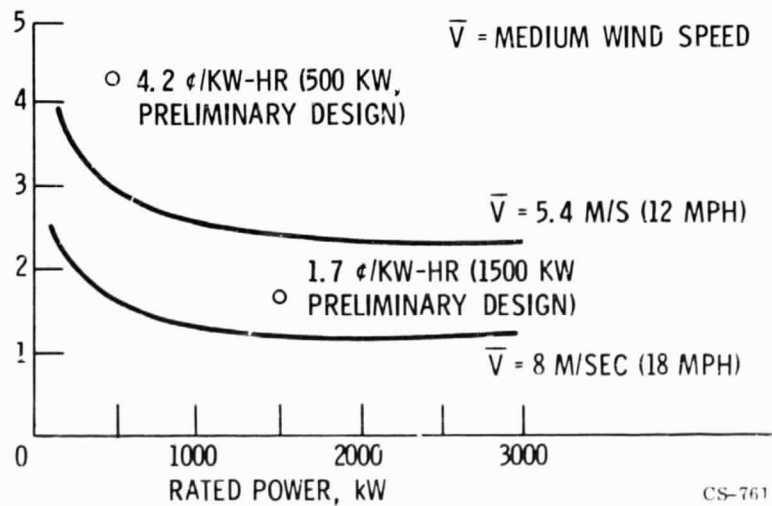 5
V̅ = MEDIUM WIND SPEED
4.2 ¢/KW-HR (500 KW,
PRELIMINARY DESIGN)
4
3
V̅ = 5.4 M/S (12 MPH)
2
1.7 ¢/KW-HR (1500 KW
PRELIMINARY DESIGN)
1
V̅ = 8 M/SEC (18 MPH)
0 1000 2000 3000
RATED POWER, kW
CS-761